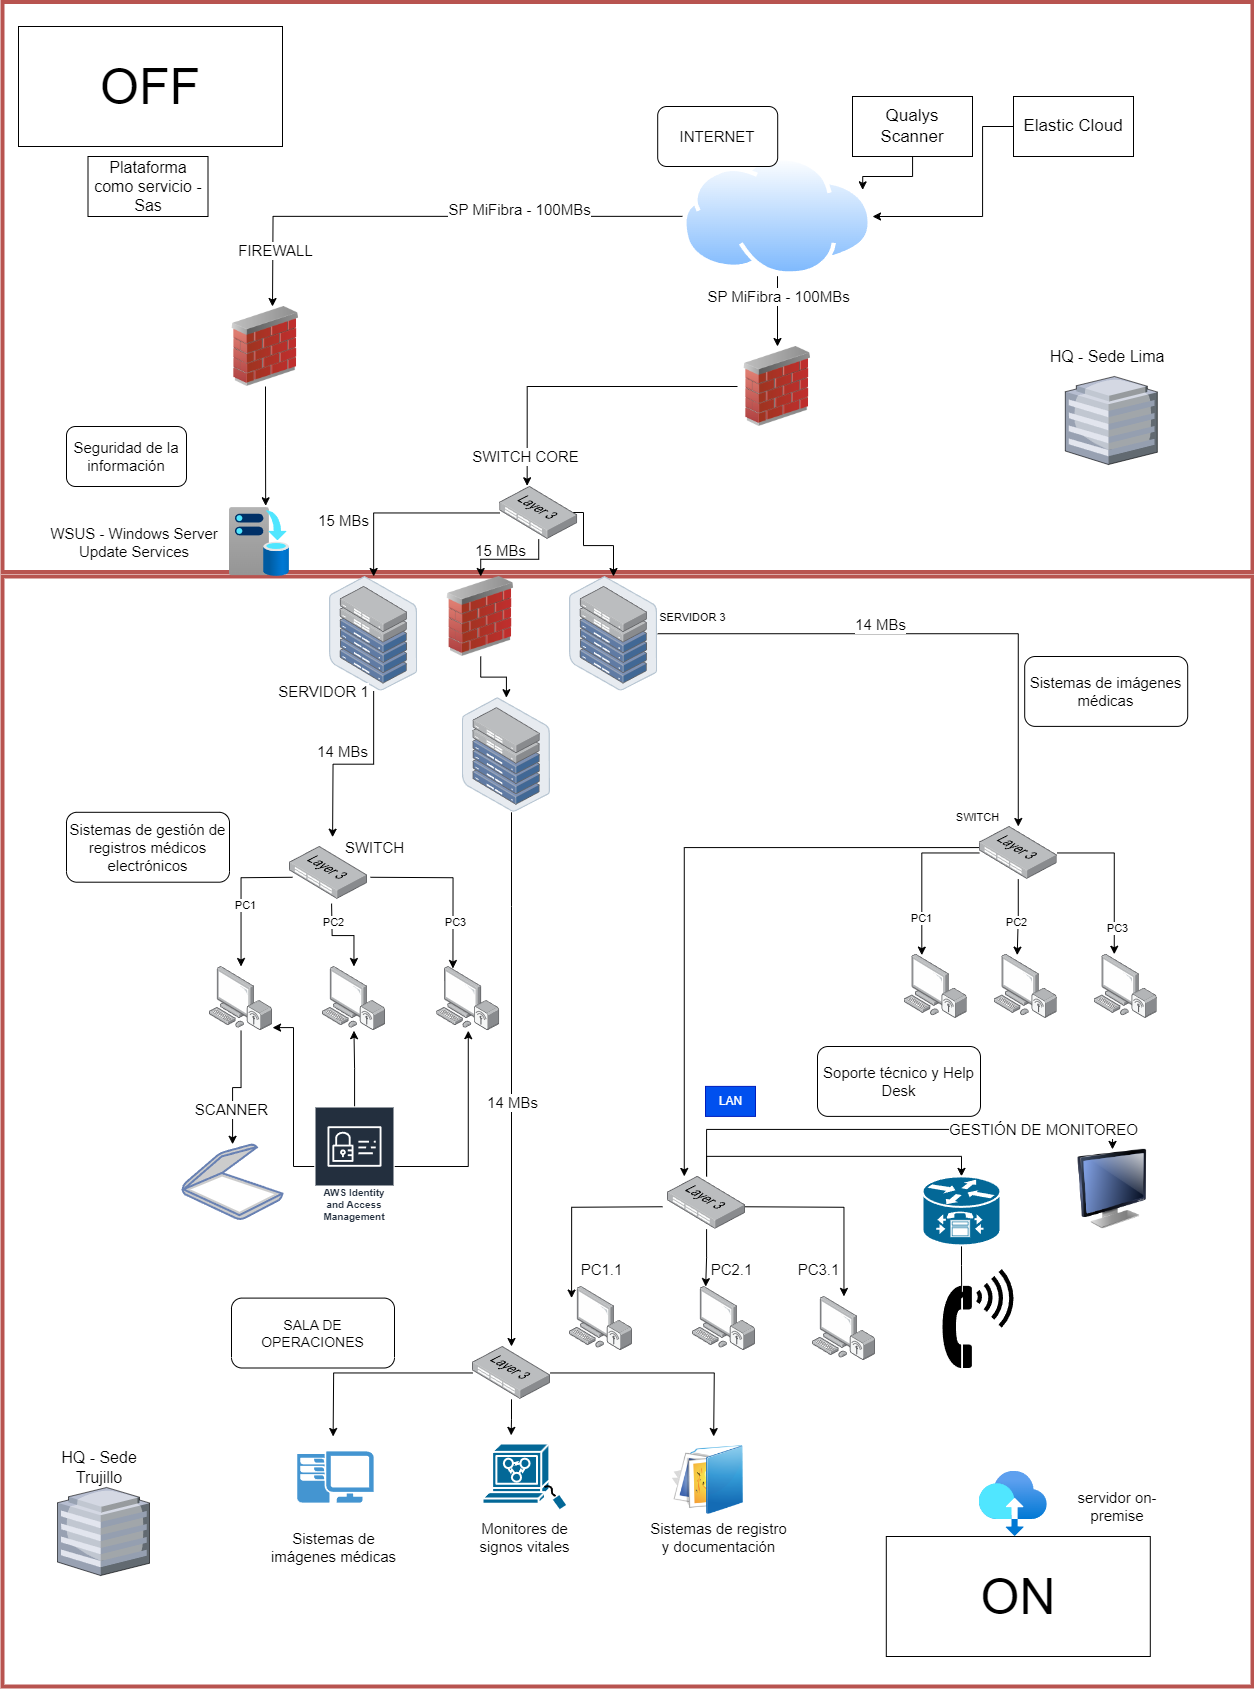 OFF
Plataforma
como servicio -
Sas
INTERNET
Qualys
Scanner
Elastic Cloud
SP MiFibra - 100MBs
FIREWALL
SP MiFibra - 100MBs
HQ - Sede Lima
Seguridad de la
información
SWITCH CORE
Layer 3
15 MBs
WSUS - Windows Server
Update Services
15 MBs
SERVIDOR 3
14 MBs
Sistemas de imágenes
médicas
SERVIDOR 1
14 MBs
Sistemas de gestión de
registros médicos
electrónicos
SWITCH
Layer 3
SWITCH
Layer 3
PC1
PC2
PC3
PC1
PC2
PC3
Soporte técnico y Help
Desk
LAN
GESTIÓN DE MONITOREO
SCANNER
14 MBs
AWS Identity
and Access
Management
Layer 3
PC1.1
PC2.1
PC3.1
SALA DE
OPERACIONES
Layer 3
HQ - Sede
Trujillo
Sistemas de
imágenes médicas
Monitores de
signos vitales
Sistemas de registro
y documentación
servidor on-
premise
ON